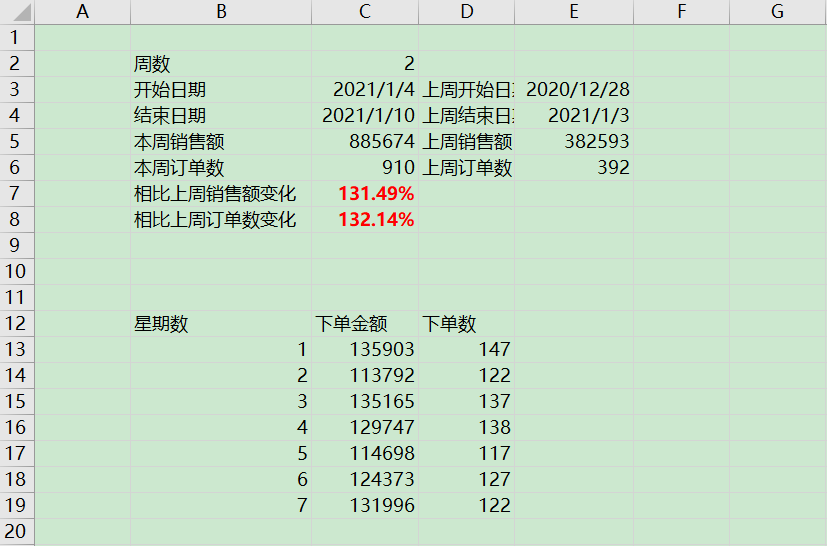 A B C D E F G
1
2 周数 2
3 开始日期 2021/1/4 上周开始日 2020/12/28
4 结束日期 2021/1/10 上周结束日 2021/1/3
5 本周销售额 885674 上周销售额 382593
6 本周订单数 910 上周订单数 392
7 相比上周销售额变化 131.49%
8 相比上周订单数变化 132.14%
9
10
11
12 星期数 下单金额 下单数
13 1 135903 147
14 2 113792 122
15 3 135165 137
16 4 129747 138
17 5 114698 117
18 6 124373 127
19 7 131996 122
20